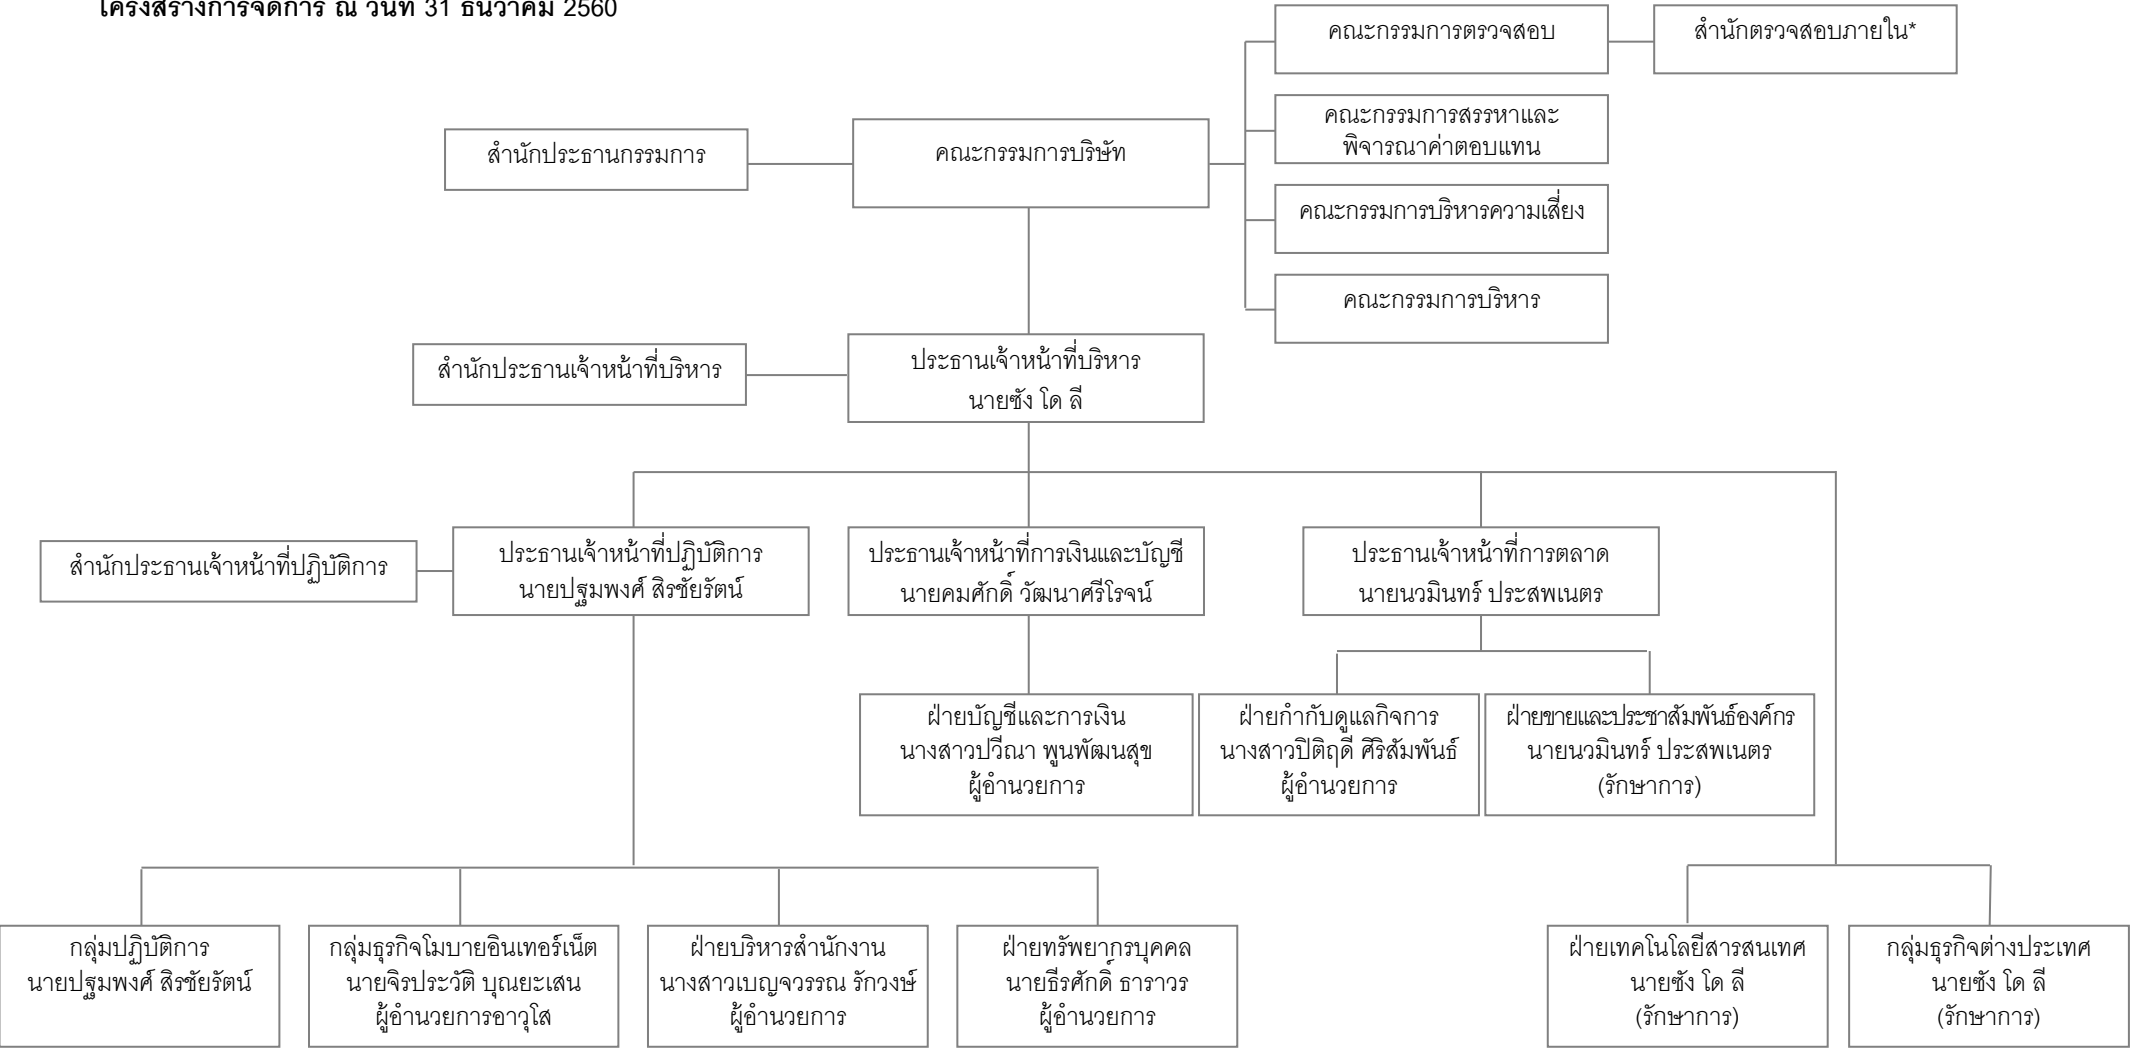 โครงสร้างการจัดการ ณ วันที่ 31 ธันวาคม 2560
คณะกรรมการตรวจสอบ
สำนักตรวจสอบภายใน*
คณะกรรมการสรรหาและ
พิจารณาค่าตอบแทน
สำนักประธานกรรมการ
คณะกรรมการบริษัท
คณะกรรมการบริหารความเสี่ยง
คณะกรรมการบริหาร
สำนักประธานเจ้าหน้าที่บริหาร
ประธานเจ้าหน้าที่บริหาร
นายซัง โด ลี
สำนักประธานเจ้าหน้าที่ปฏิบัติการ
ประธานเจ้าหน้าที่ปฏิบัติการ
นายปฐมพงศ์ สิรชัยรัตน์
ประธานเจ้าหน้าที่การเงินและบัญชี
นายคมศักดิ์ วัฒนาศรีโรจน์
ประธานเจ้าหน้าที่การตลาด
นายนวมินทร์ ประสพเนตร
ฝ่ายบัญชีและการเงิน
นางสาวปวีณา พูนพัฒนสุข
ผู้อำนวยการ
ฝ่ายกำกับดูแลกิจการ
นางสาวปิติฤดี ศิริสัมพันธ์
ผู้อำนวยการ
ฝ่ายขายและประชาสัมพันธ์องค์กร
นายนวมินทร์ ประสพเนตร
(รักษาการ)
กลุ่มปฏิบัติการ
นายปฐมพงศ์ สิรชัยรัตน์
กลุ่มธุรกิจโมบายอินเทอร์เน็ต
นายจิรประวัติ บุณยะเสน
ผู้อำนวยการอาวุโส
ฝ่ายบริหารสำนักงาน
นางสาวเบญจวรรณ รักวงษ์
ผู้อำนวยการ
ฝ่ายทรัพยากรบุคคล
นายธีรศักดิ์ ธาราวร
ผู้อำนวยการ
ฝ่ายเทคโนโลยีสารสนเทศ
นายซัง โด ลี
(รักษาการ)
กลุ่มธุรกิจต่างประเทศ
นายซัง โด ลี
(รักษาการ)